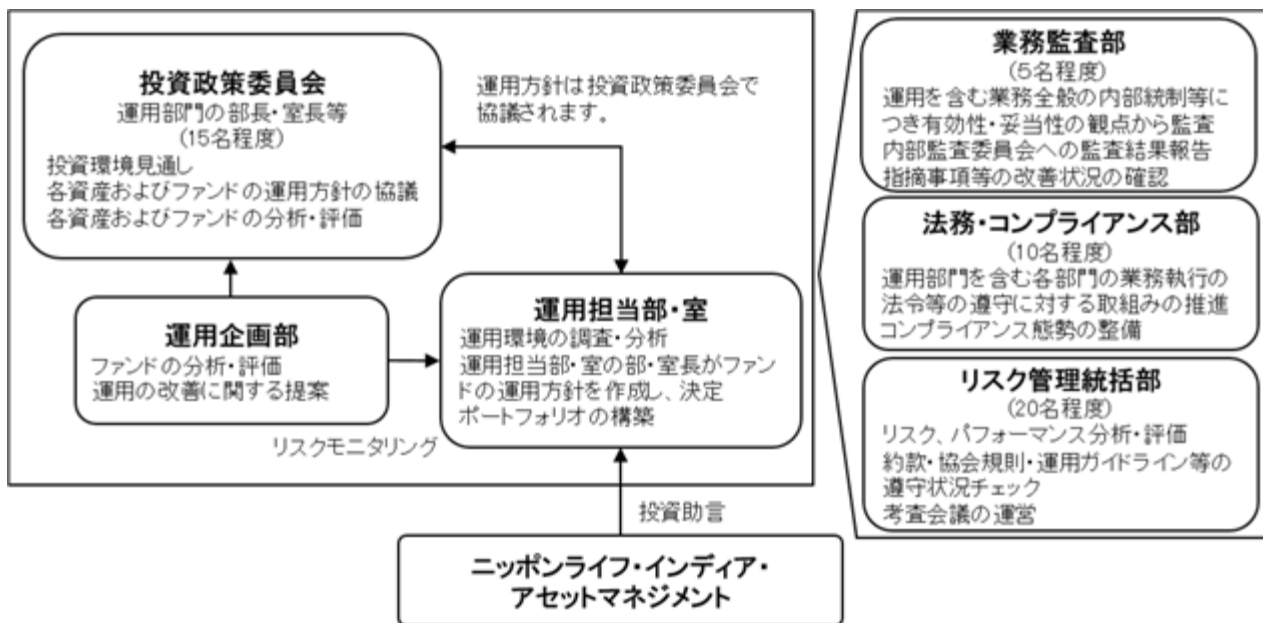 投資政策委員会
運用部門の部長・室長等
(15名程度)
投資環境見通し
各資産およびファンドの運用方針の協議
各資産およびファンドの分析・評価
運用方針は投資政策委員会で
協議されます。
運用企画部
ファンドの分析・評価
運用の改善に関する提案
リスクモニタリング
運用担当部・室
運用環境の調査・分析
運用担当部・室の部・室長がファン
ドの運用方針を作成し、決定
ポートフォリオの構築
投資助言
ニッポンライフ・インディア・
アセットマネジメント
業務監査部
(5名程度)
運用を含む業務全般の内部統制等に
つき有効性・妥当性の観点から監査
内部監査委員会への監査結果報告
指摘事項等の改善状況の確認
法務・コンプライアンス部
(10名程度)
運用部門を含む各部門の業務執行の
法令等の遵守に対する取組みの推進
コンプライアンス態勢の整備
リスク管理統括部
(20名程度)
リスク、パフォーマンス分析・評価
約款・協会規則・運用ガイドライン等の
遵守状況チェック
考査会議の運営